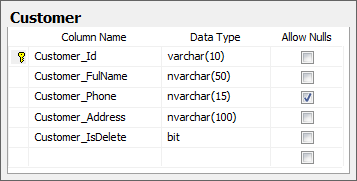 Customer
Column Name Data Type Allow Nulls
Customer_Id varchar(10)
Customer_FulName nvarchar(50)
Customer_Phone nvarchar(15)
Customer_Address nvarchar(100)
Customer_IsDelete bit